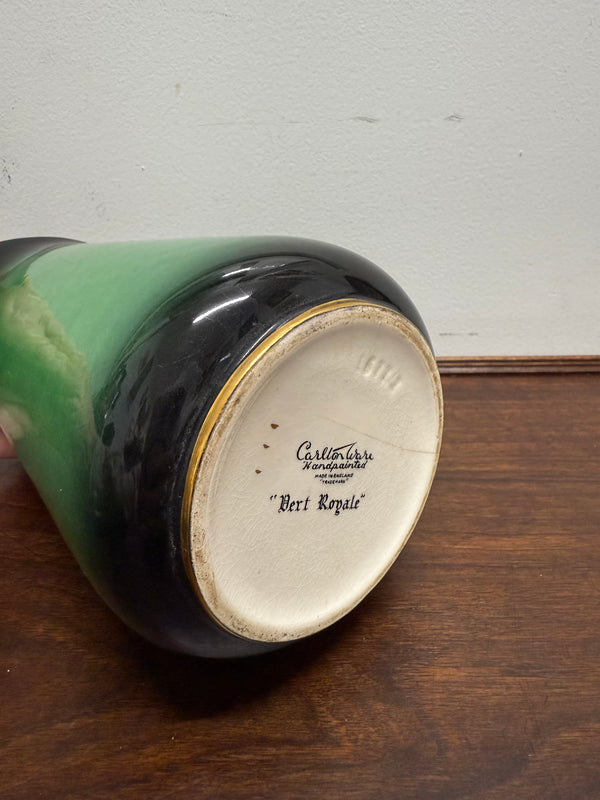 Carlton Ware
Handpainted
MADE IN ENGLAND
"TRADEMARK"
"Vert Royale"